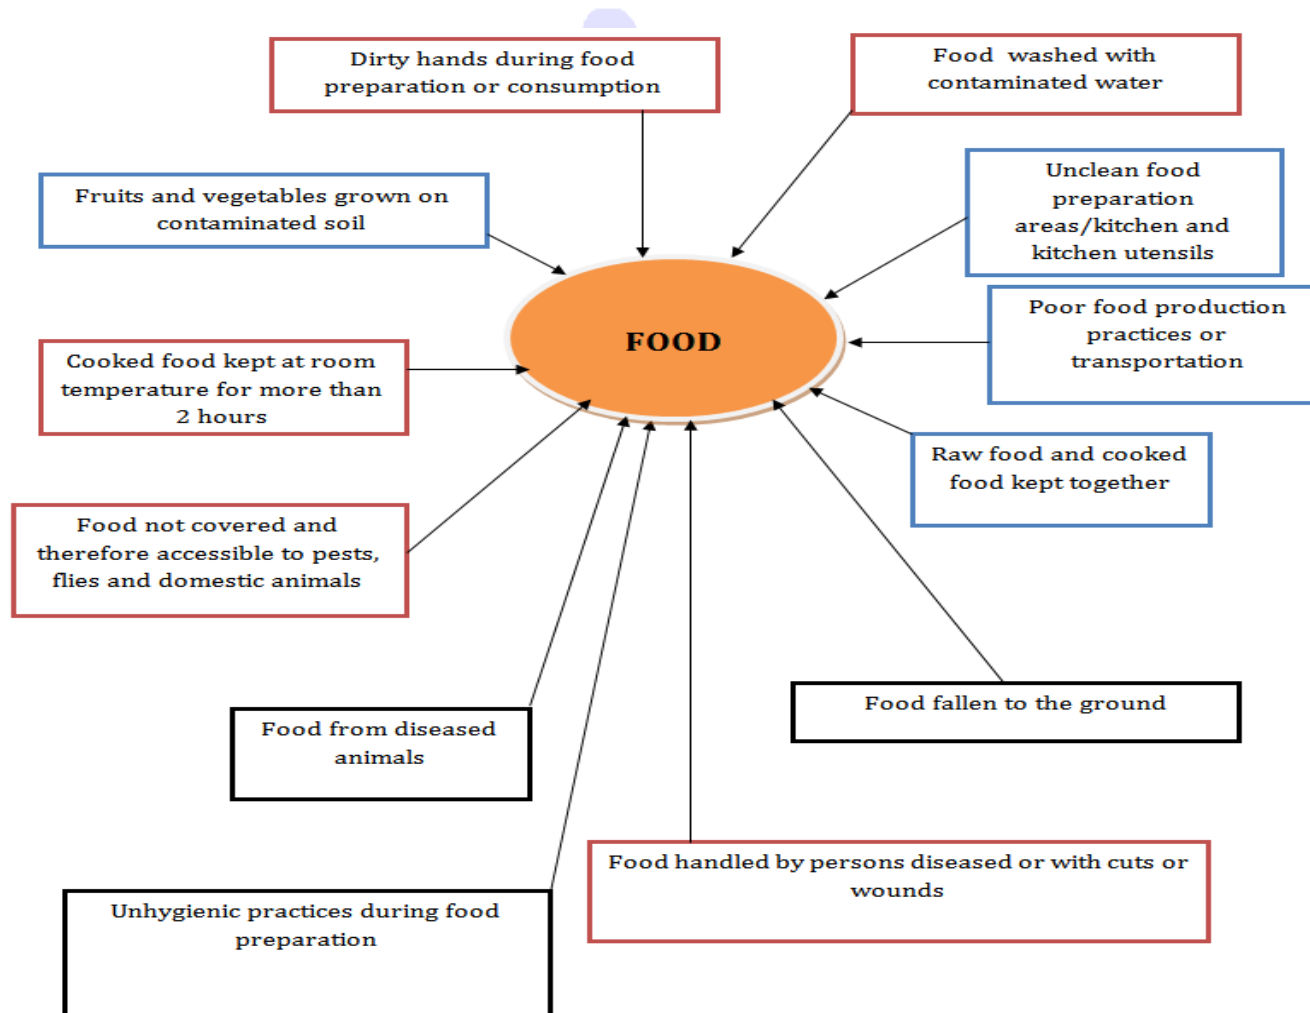 Dirty hands during food
preparation or consumption
Food washed with
contaminated water
Fruits and vegetables grown on
contaminated soil
Unclean food
preparation
areas/kitchen and
kitchen utensils
Poor food production
practices or
transportation
FOOD
Cooked food kept at room
temperature for more than
2 hours
Raw food and cooked
food kept together
Food not covered and
therefore accessible to pests,
flies and domestic animals
Food fallen to the ground
Food from diseased
animals
Food handled by persons diseased or with cuts or
wounds
Unhygienic practices during food
preparation